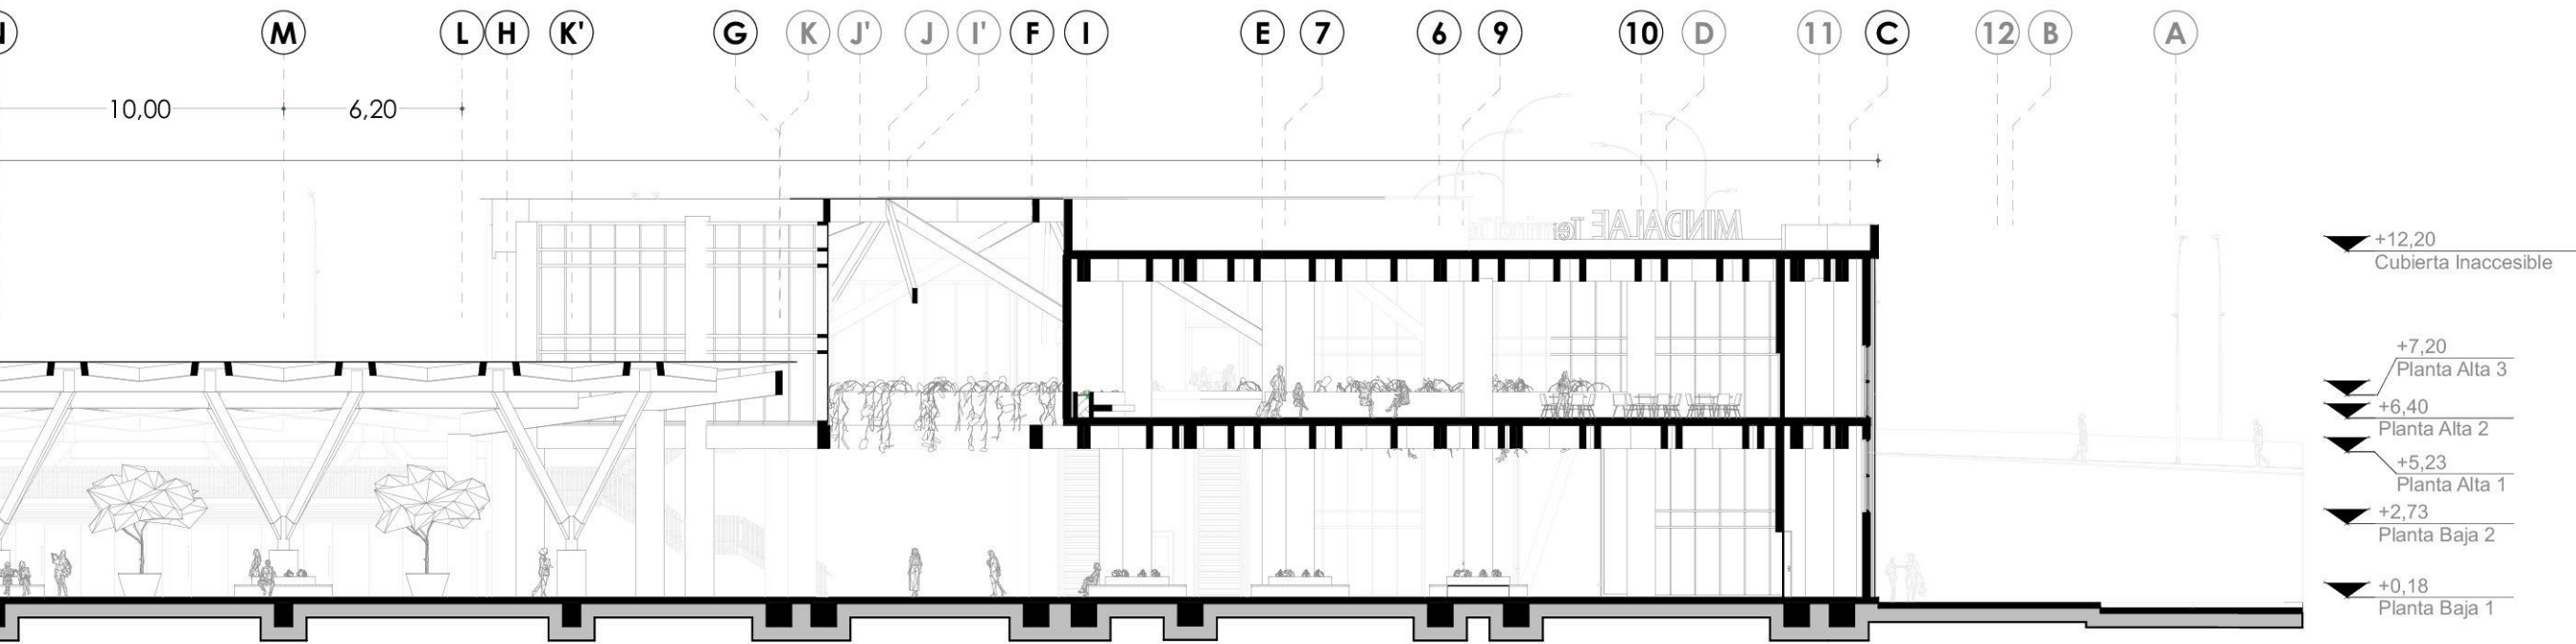 N M L H K' G K J' J I' F I E 7 6 9 10 D 11 C 12 B A
10,00 6,20
MINDALAE Te
+12,20
Cubierta Inaccesible
+7,20
Planta Alta 3
+6,40
Planta Alta 2
+5,23
Planta Alta 1
+2,73
Planta Baja 2
+0,18
Planta Baja 1